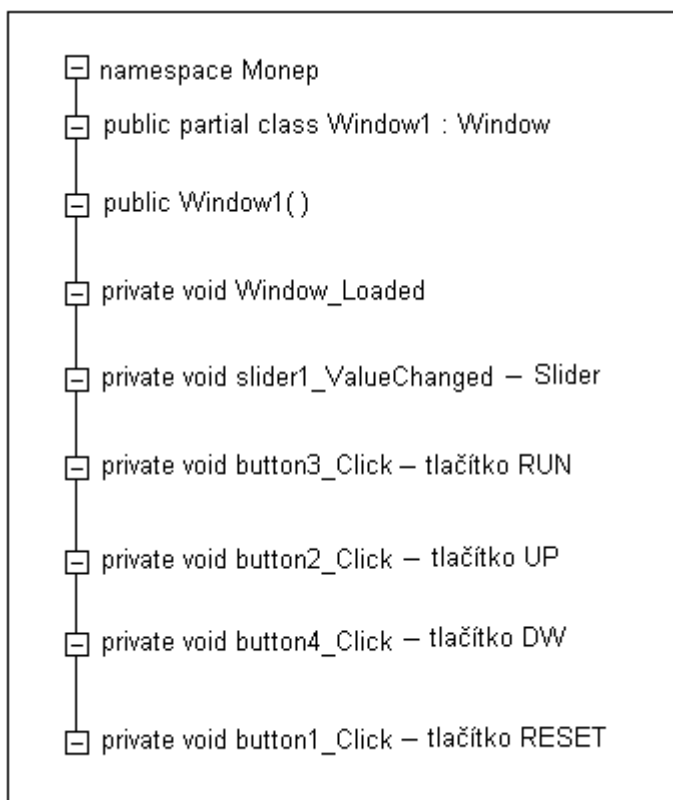 namespace Monep
public partial class Window1 : Window
public Window1()
private void Window_Loaded
private void slider1_ValueChanged – Slider
private void button3_Click – tlačítko RUN
private void button2_Click – tlačítko UP
private void button4_Click – tlačítko DW
private void button1_Click – tlačítko RESET